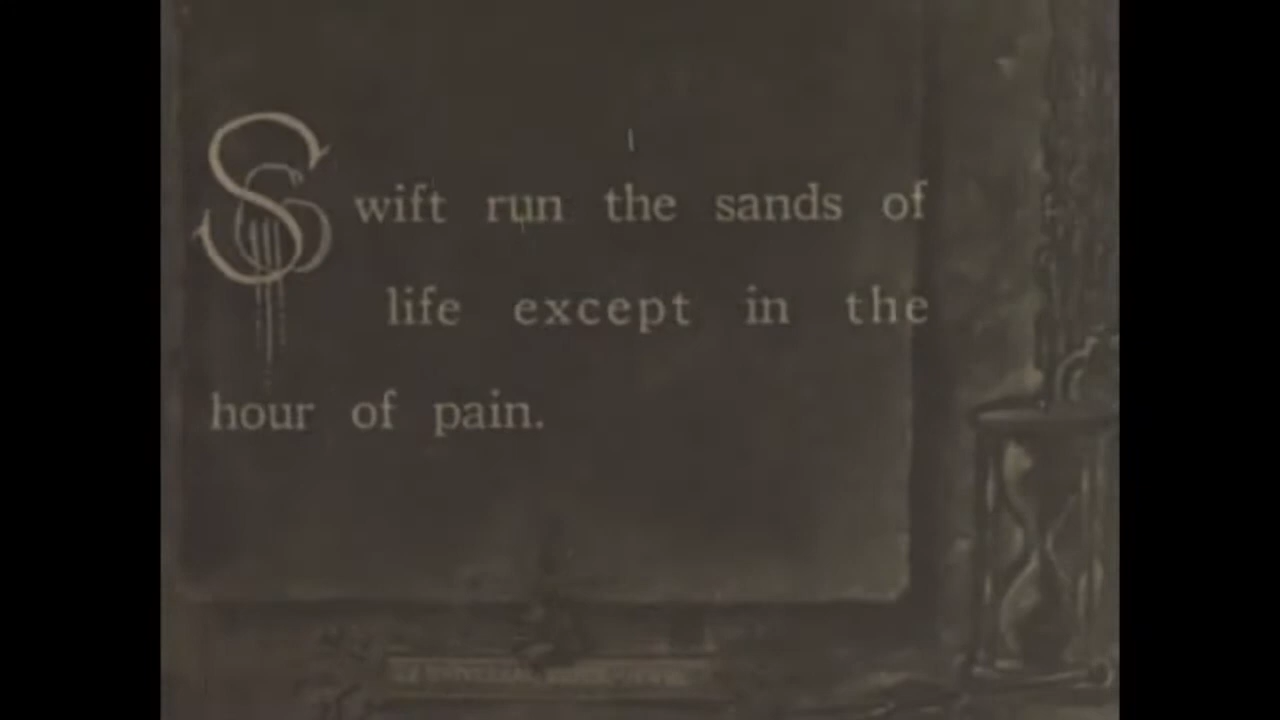 Swift run the sands of
life except in the
hour of pain.